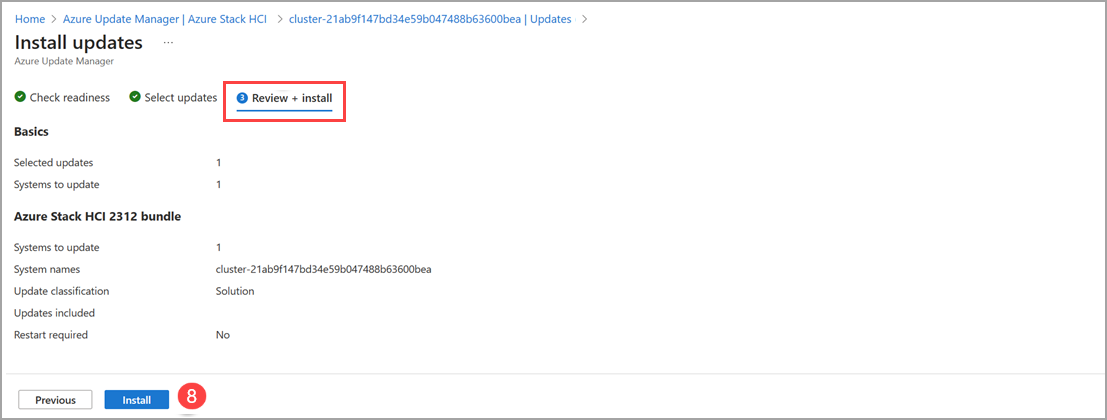 Home > Azure Update Manager | Azure Stack HCI > cluster-21ab9f147bd34e59b047488b63600bea | Updates >
Install updates ...
Azure Update Manager
Check readiness Select updates 3 Review + install
Basics
Selected updates 1
Systems to update 1
Azure Stack HCI 2312 bundle
Systems to update 1
System names cluster-21ab9f147bd34e59b047488b63600bea
Update classification Solution
Updates included
Restart required No
Previous Install 8